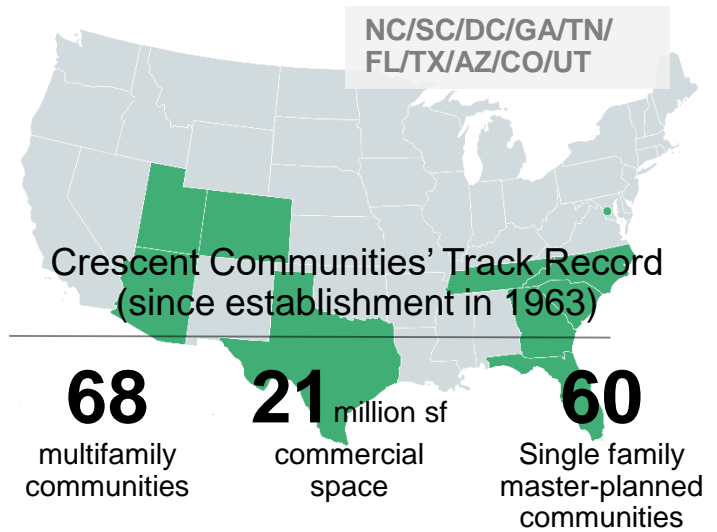 NC/SC/DC/GA/TN/
FL/TX/AZ/CO/UT
Crescent Communities’ Track Record
(since establishment in 1963)
68
multifamily
communities
21 million sf
commercial
space
60
Single family
master-planned
communities